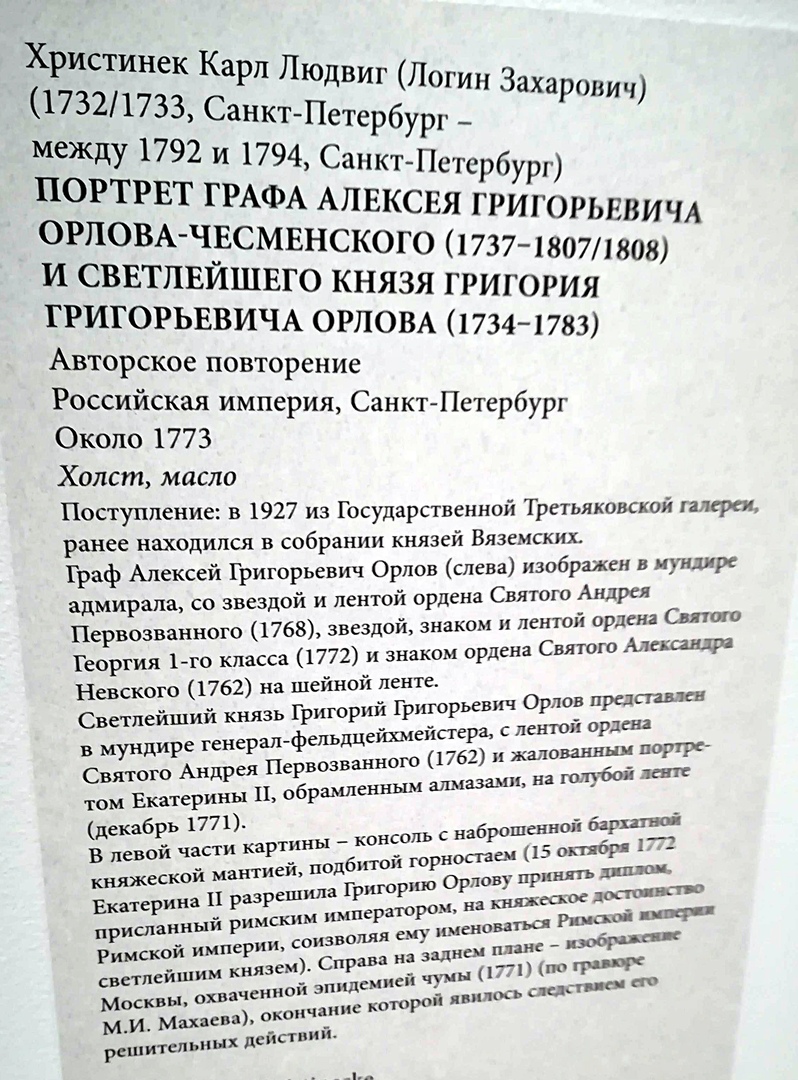 Христинек Карл Людвиг (Логин Захарович)
(1732/1733, Санкт-Петербург –
между 1792 и 1794, Санкт-Петербург)
ПОРТРЕТ ГРАФА АЛЕКСЕЯ ГРИГОРЬЕВИЧА
ОРЛОВА-ЧЕСМЕНСКОГО (1737–1807/1808)
И СВЕТЛЕЙШЕГО КНЯЗЯ ГРИГОРИЯ
ГРИГОРЬЕВИЧА ОРЛОВА (1734–1783)
Авторское повторение
Российская империя, Санкт-Петербург
Около 1773
Холст, масло
Поступление: в 1927 из Государственной Третьяковской галереи,
ранее находился в собрании князей Вяземских.
Граф Алексей Григорьевич Орлов (слева) изображен в мундире
адмирала, со звездой и лентой ордена Святого Андрея
Первозванного (1768), звездой, знаком и лентой ордена Святого
Георгия 1-го класса (1772) и знаком ордена Святого Александра
Невского (1762) на шейной ленте.
Светлейший князь Григорий Григорьевич Орлов представлен
в мундире генерал-фельдцейхмейстера, с лентой ордена
Святого Андрея Первозванного (1762) и жалованным портре-
том Екатерины II, обрамленным алмазами, на голубой ленте
(декабрь 1771).
В левой части картины – консоль с наброшенной бархатной
княжеской мантией, подбитой горностаем (15 октября 1772
Екатерина II разрешила Григорию Орлову принять диплом,
присланный римским императором, на княжеское достоинство
Римской империи, соизволяя ему именоваться Римской империи
светлейшим князем). Справа на заднем плане – изображение
Москвы, охваченной эпидемией чумы (1771) (по гравюре
М.И. Махаева), окончание которой явилось следствием его
решительных действий.